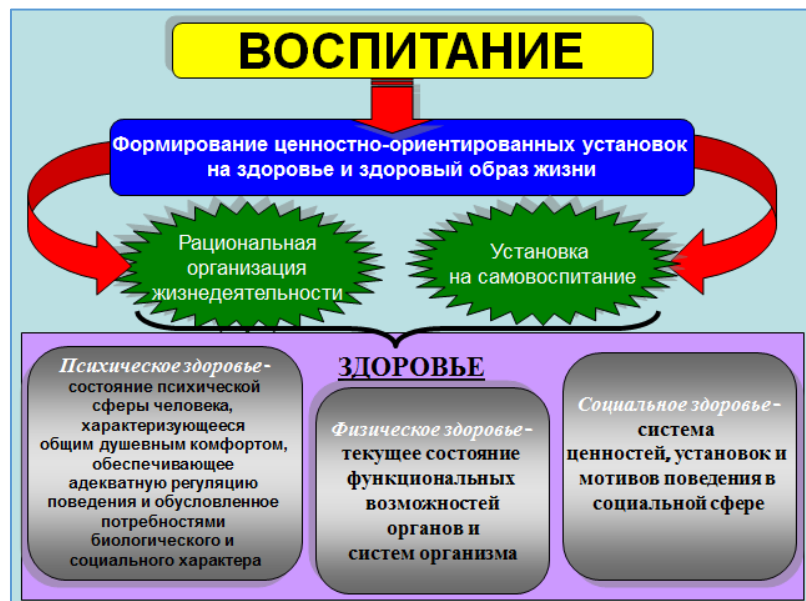 ВОСПИТАНИЕ
Формирование ценностно-ориентированных установок
на здоровье и здоровый образ жизни
Рациональная
организация
жизнедеятельности
Установка
на самовоспитание
ЗДОРОВЬЕ
Психическое здоровье-
состояние психической
сферы человека,
характеризующееся
общим душевным комфортом,
обеспечивающее
адекватную регуляцию
поведения и обусловленное
потребностями
биологического и
социального характера
Физическое здоровье-
текущее состояние
функциональных
возможностей
органов и
систем организма
Социальное здоровье-
система
ценностей, установок и
мотивов поведения в
социальной сфере